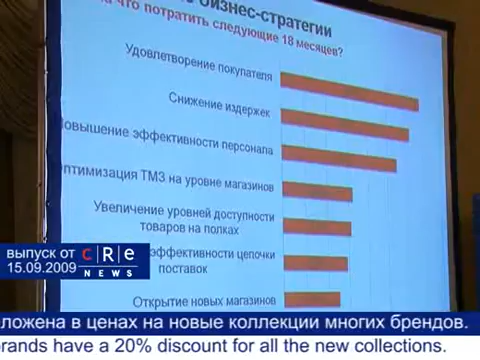 бизнес-стратегии
на что потратить следующие 18 месяцев?
Удовлетворение покупателя
Снижение издержек
овышение эффективности персонала
птимизация ТМЗ на уровне магазинов
Увеличение уровней доступности
товаров на полках
эффективности цепочки
поставок
Открытие новых магазинов
выпуск от
15.09.2009
CRe
NEWS
ложена в ценах на новые коллекции многих брендов.
rands have a 20% discount for all the new collections.